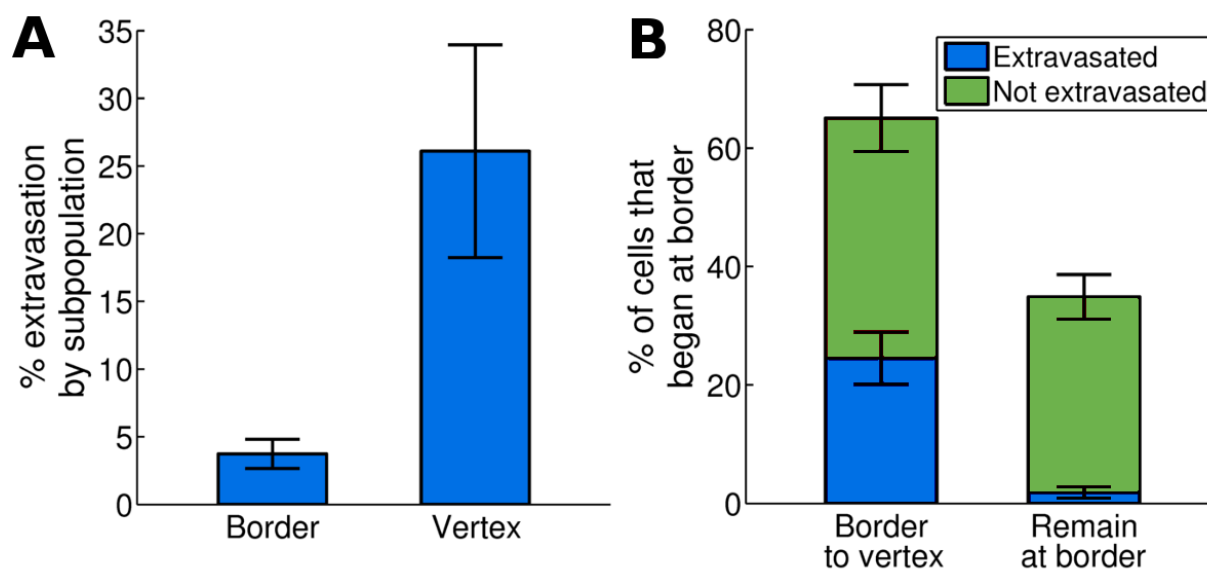 A
% extravasation
by subpopulation
35
30
25
20
15
10
5
0
Border
Vertex
B
% of cells that
began at border
80
60
40
20
0
Extravasated
Not extravasated
Border
to vertex
Remain
at border